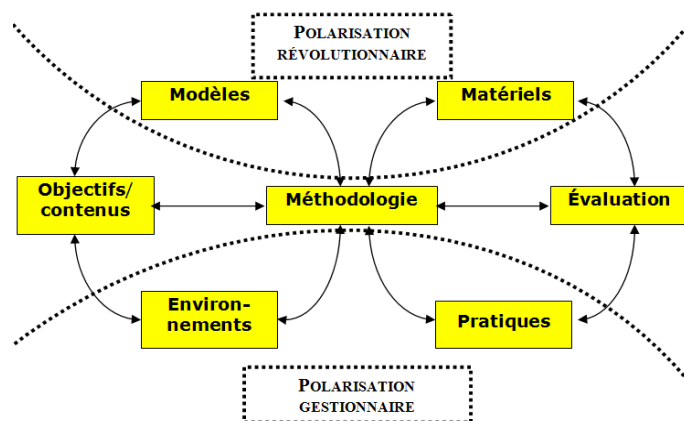 POLARISATION
RÉVOLUTIONNAIRE
Modèles
Matériels
Objectifs/
contenus
Méthodologie
Évaluation
Environ-
nements
Pratiques
POLARISATION
GESTIONNAIRE